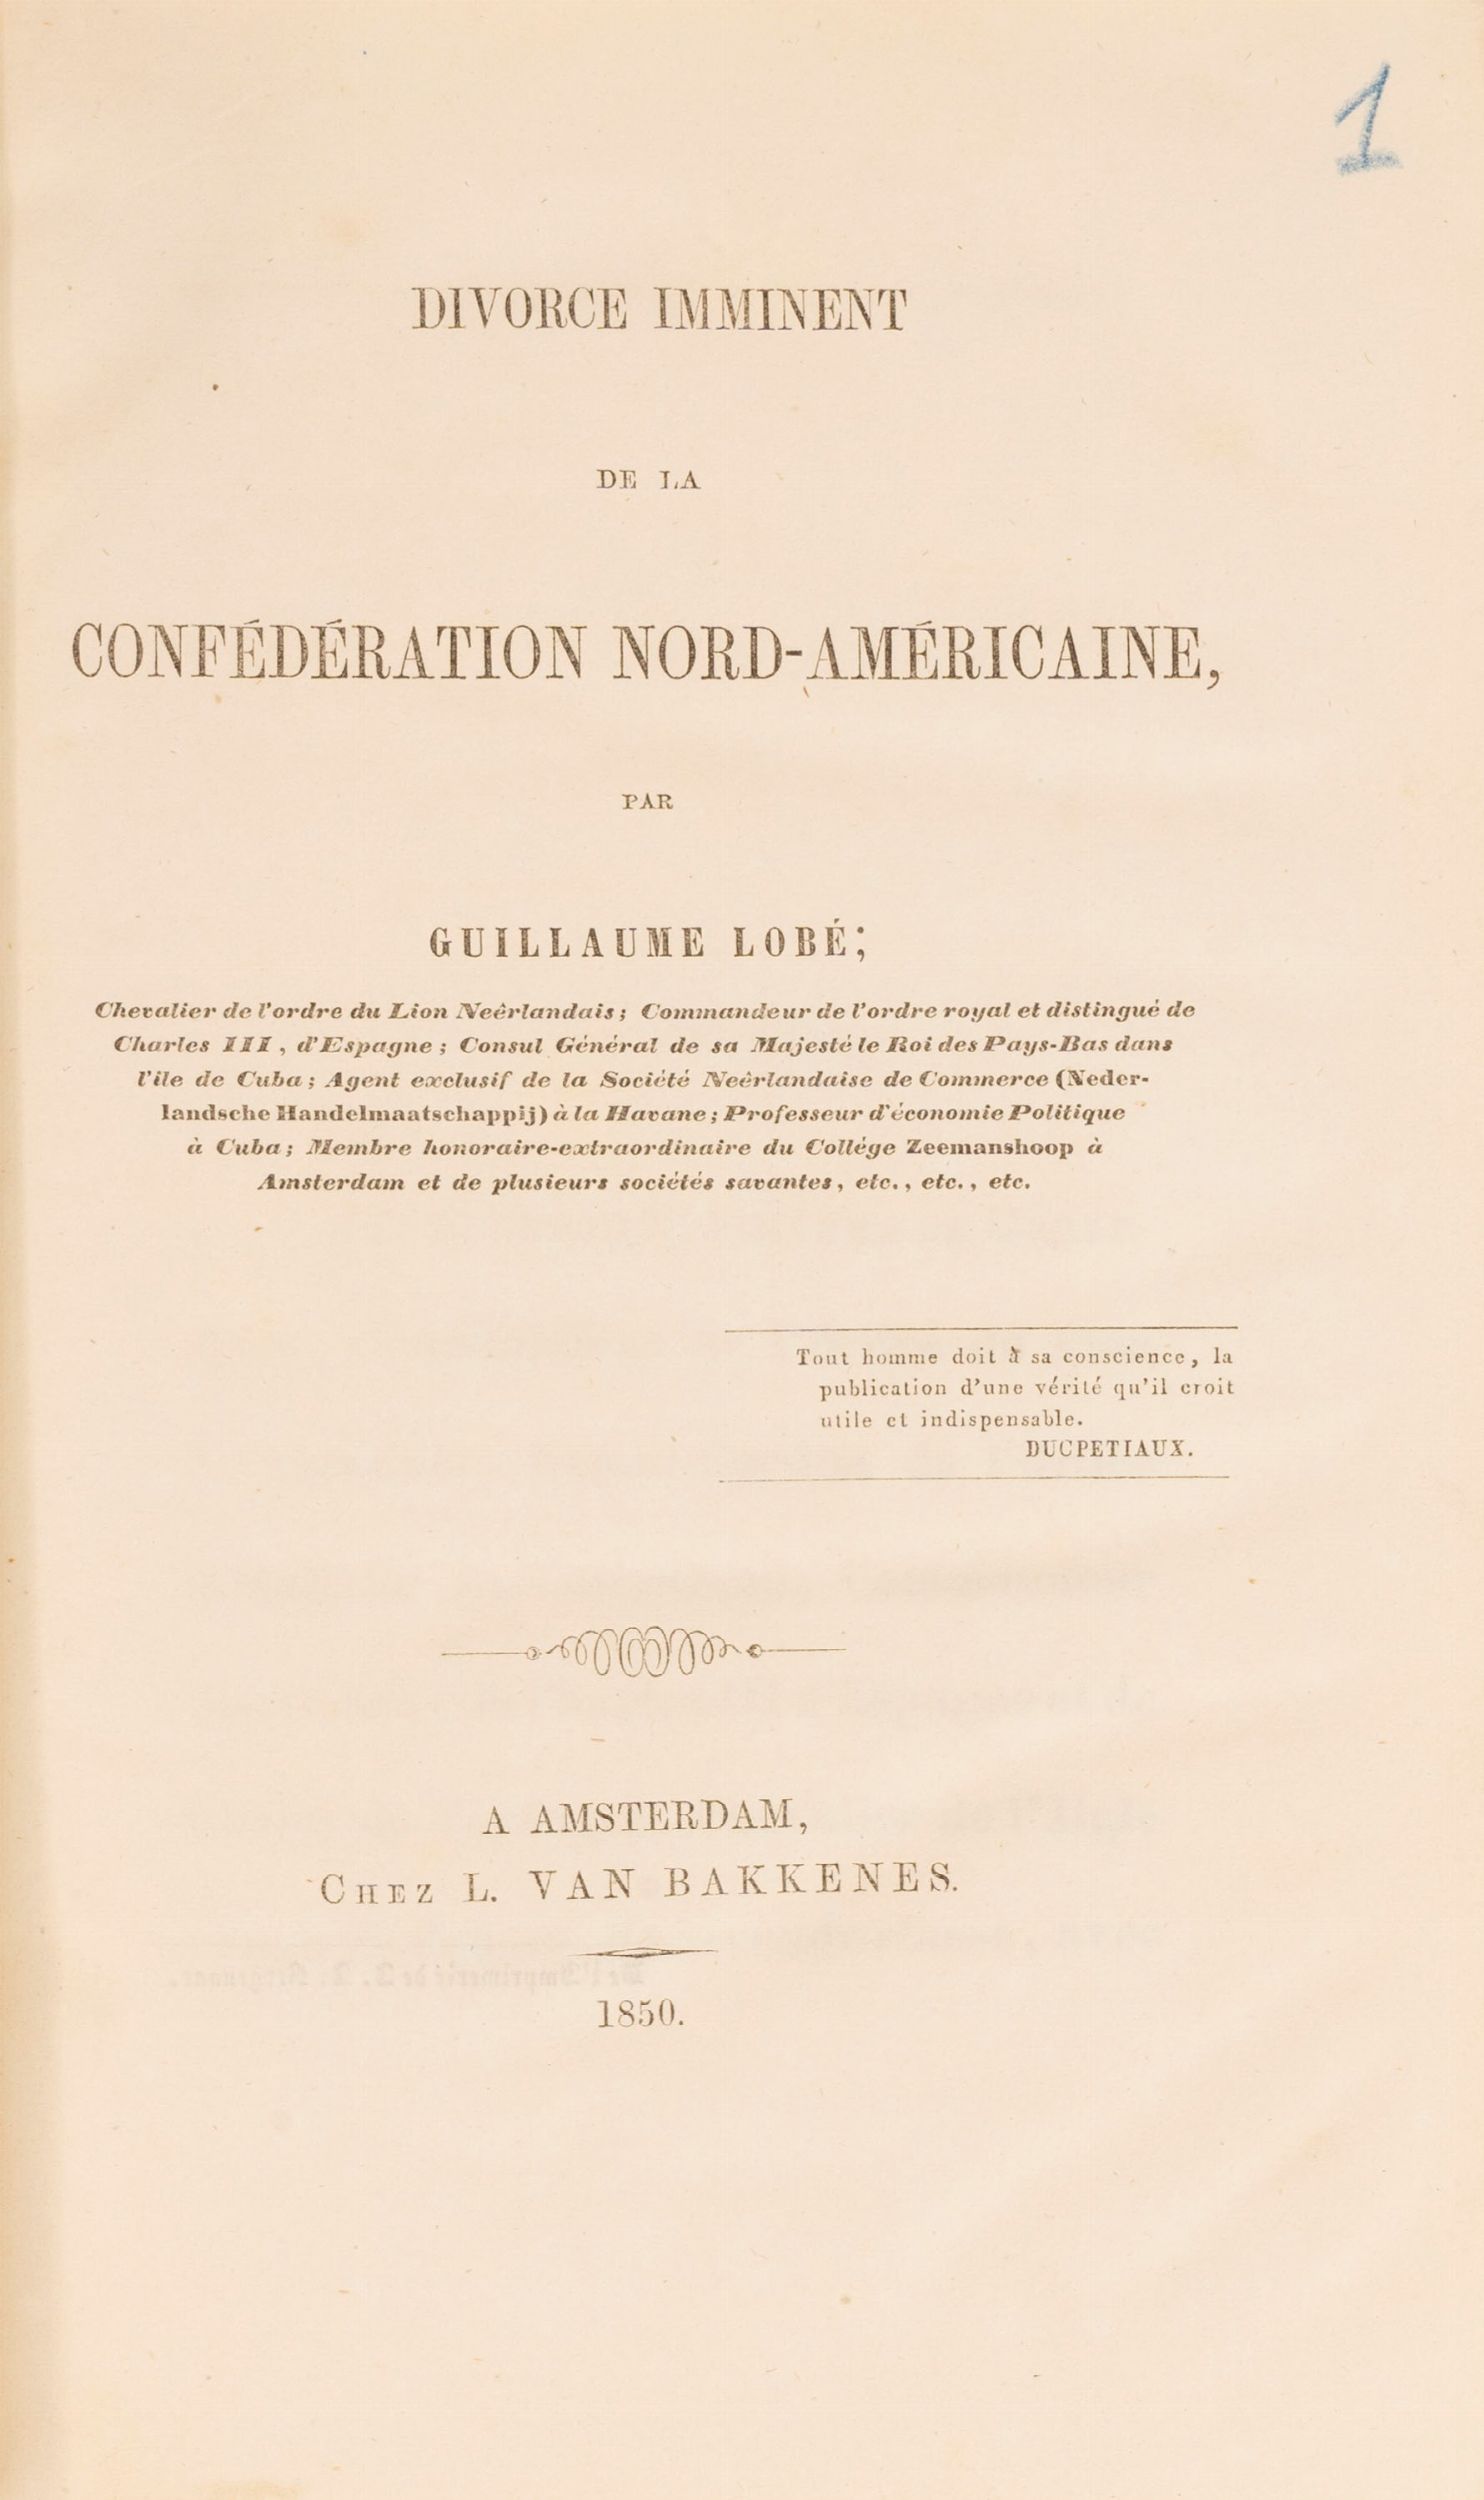 1
DIVORCE IMMINENT
DE LA
CONFÉDÉRATION NORD-AMÉRICAINE,
PAR
GUILLAUME LOBÉ;
Chevalier de l'ordre du Lion Neêrlandais; Commandeur de l'ordre royal et distingué de
Charles III, d'Espagne; Consul Général de sa Majesté le Roi des Pays-Bas dans
l'ile de Cuba; Agent exclusif de la Société Neêrlandaise de Commerce (Neder-
landsche Handelmaatschappij) à la Havane; Professeur d'économie Politique
à Cuba; Membre honoraire-extraordinaire du Collége Zeemanshoop à
Amsterdam et de plusieurs sociétés savantes, etc., etc., etc.
Tout homme doit à sa conscience, la
publication d'une vérité qu'il croit
utile et indispensable.
DUCPETIAUX.
A AMSTERDAM,
CHEZ L. VAN BAKKENES.
1850.